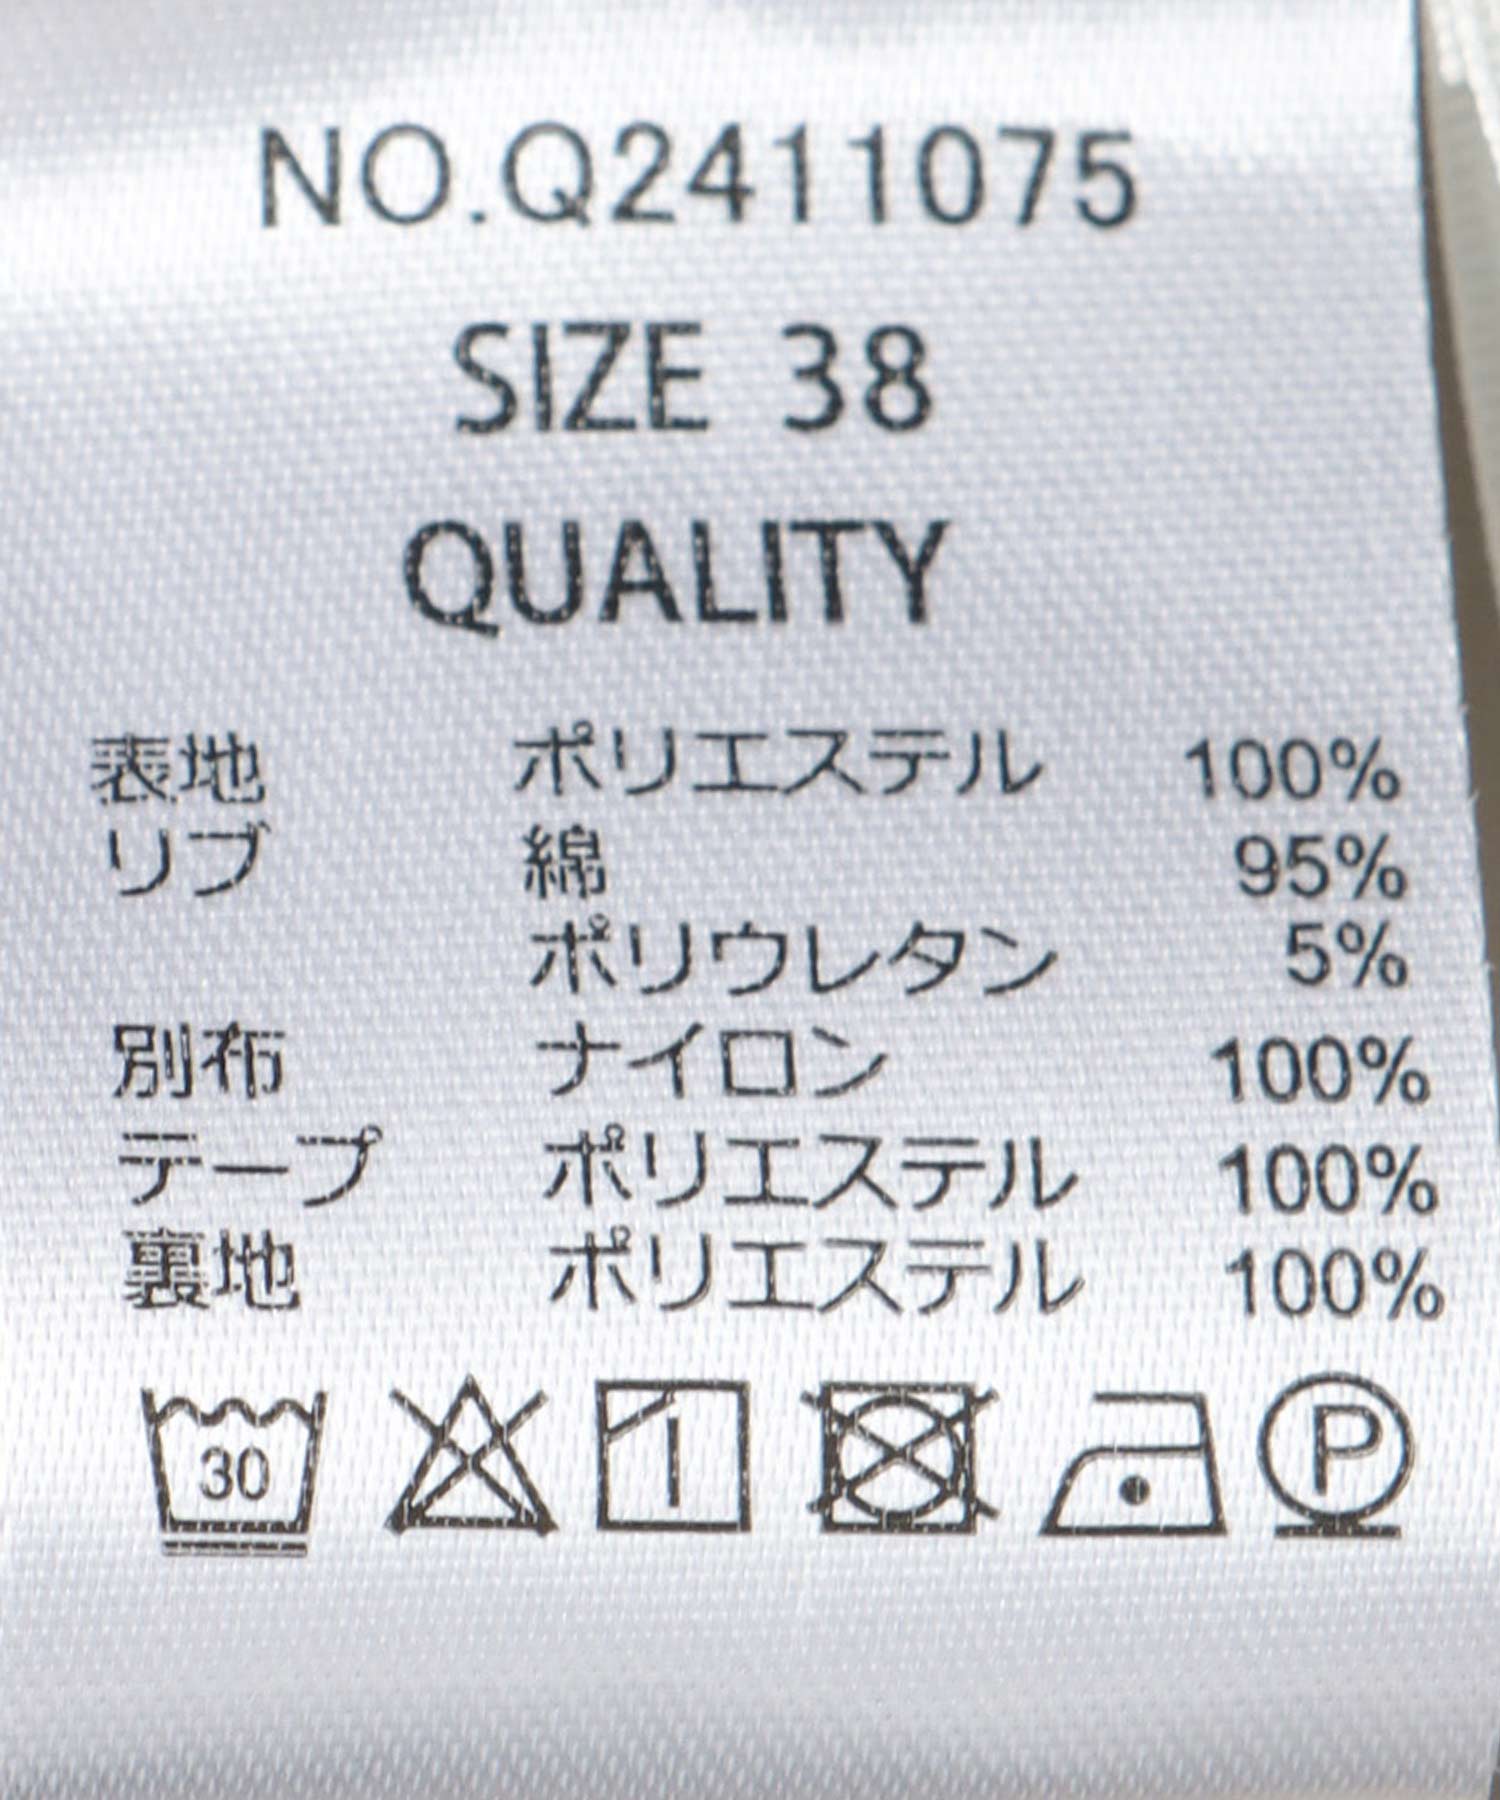 NO.Q2411075
SIZE 38
QUALITY
表地 ポリエステル 100%
リブ 綿 95%
ポリウレタン 5%
別布 ナイロン 100%
テープ ポリエステル 100%
裏地 ポリエステル 100%
30 P